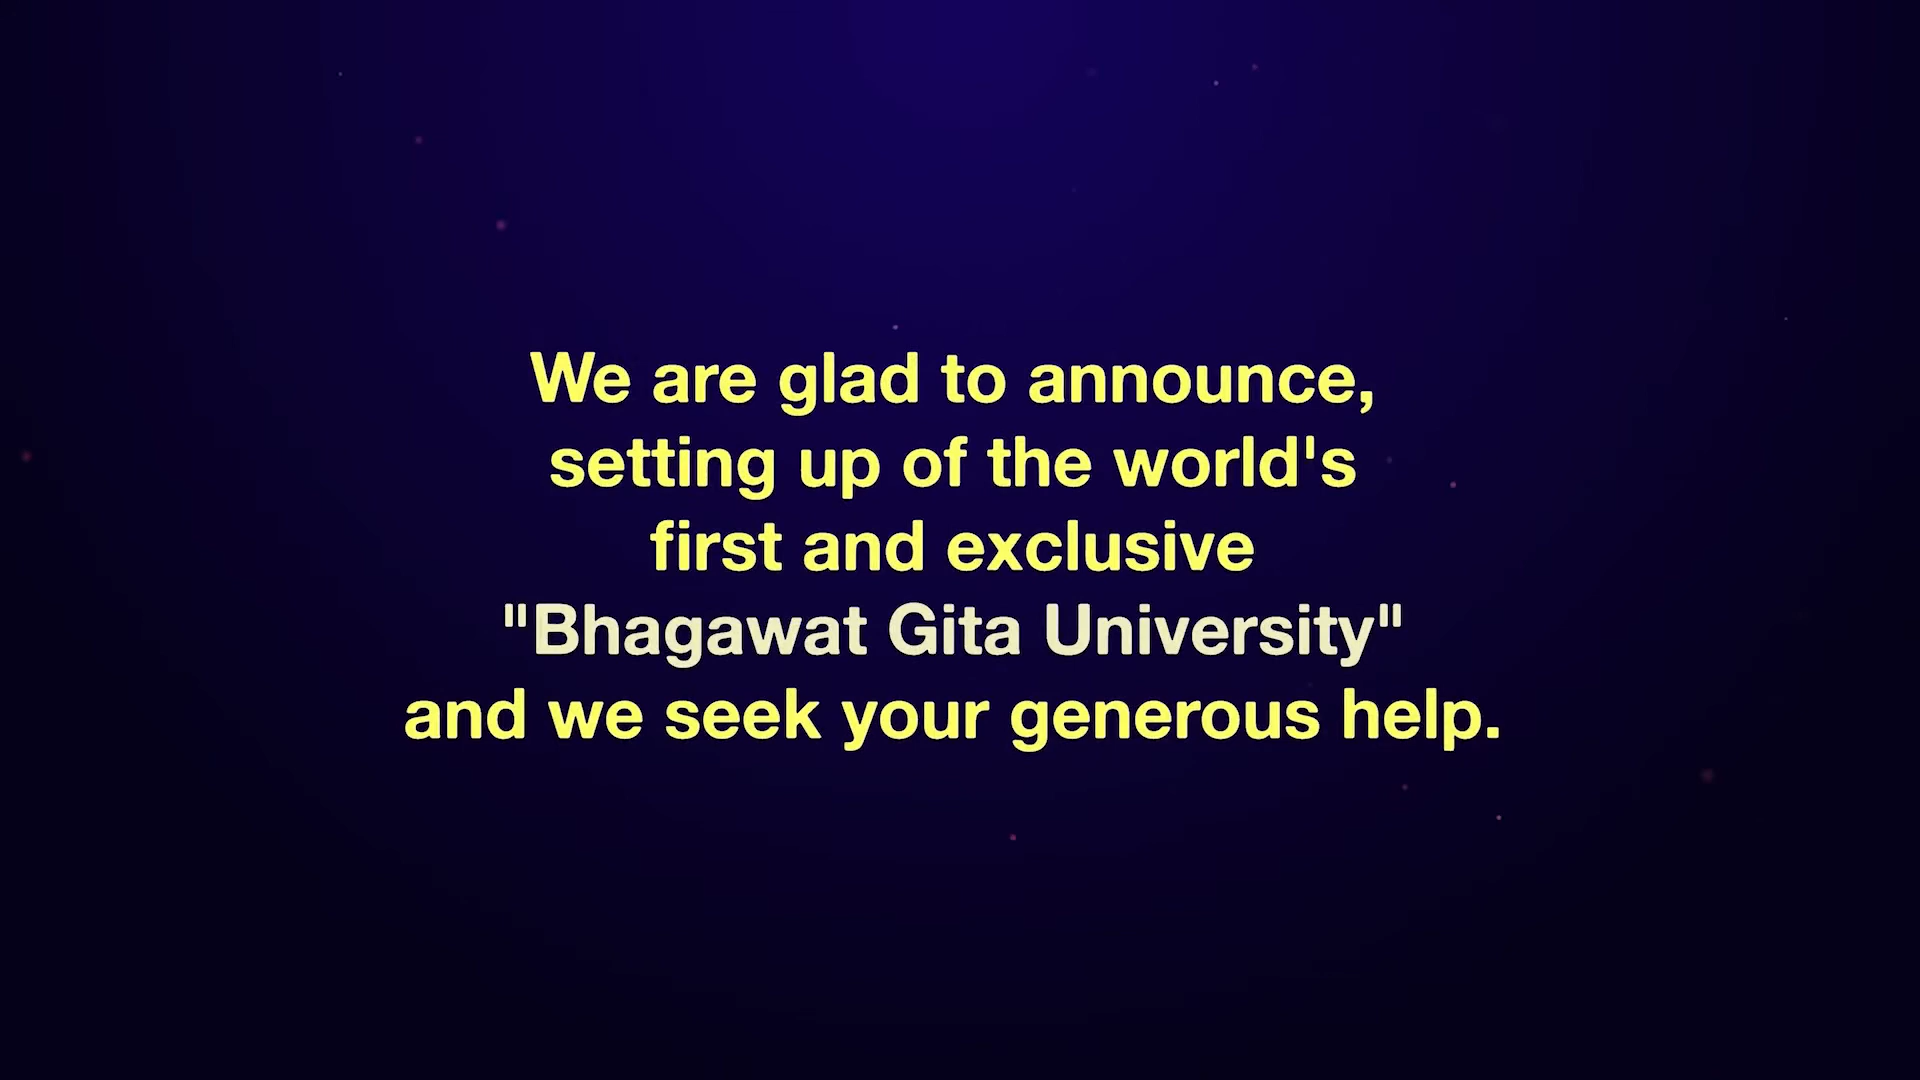 We are glad to announce,
setting up of the world's
first and exclusive
"Bhagawat Gita University"
and we seek your generous help.